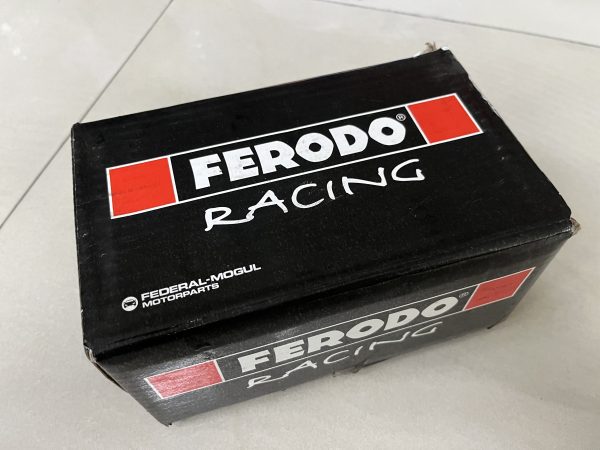 FERODO®
RACING
FEDERAL-MOGUL
MOTORPARTS
FERODO®
RACING